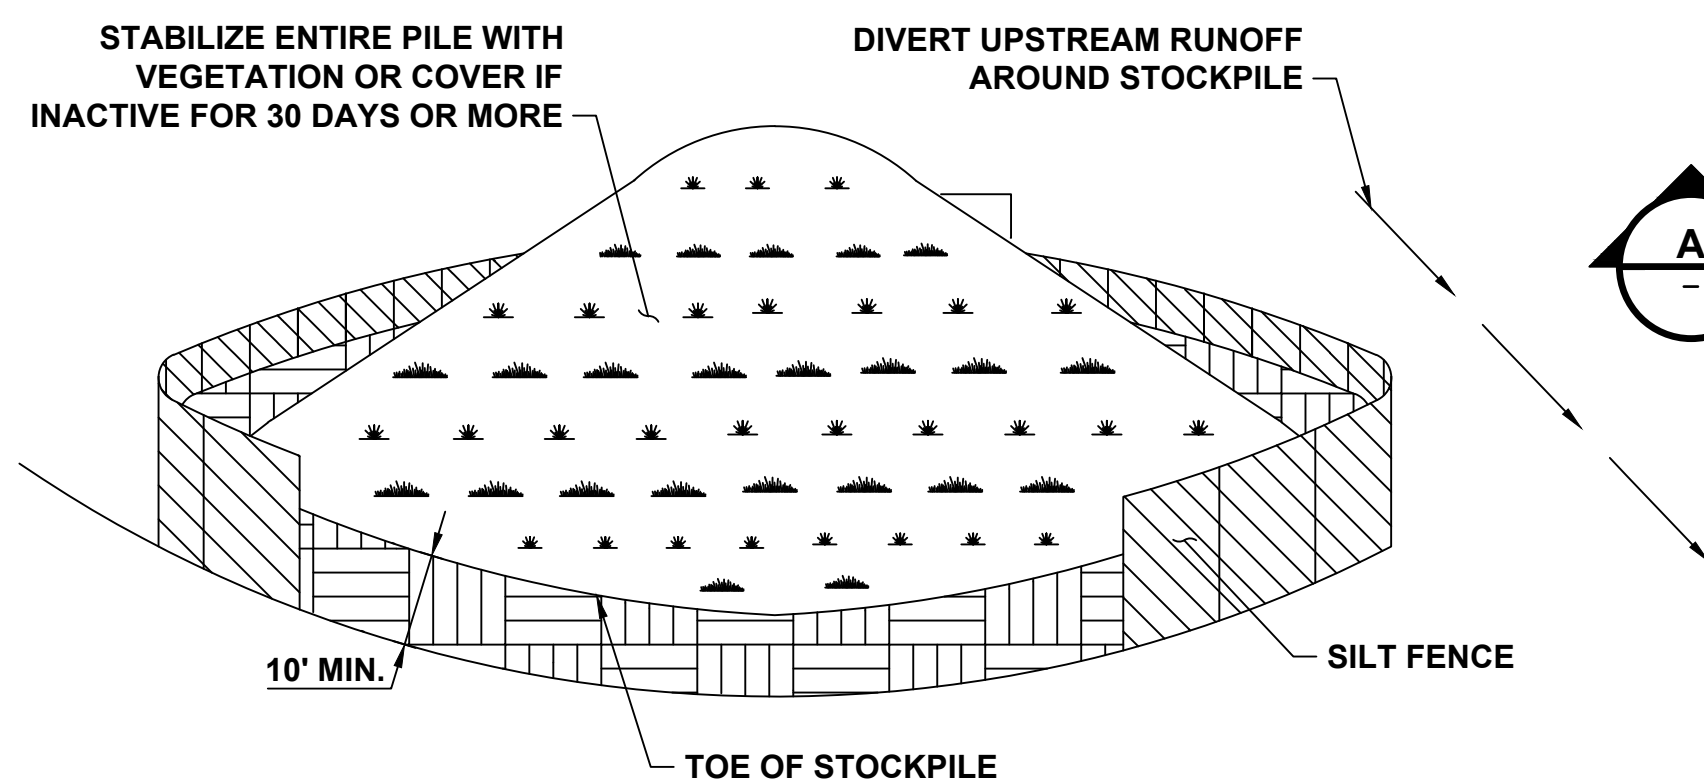 STABILIZE ENTIRE PILE WITH
VEGETATION OR COVER IF
INACTIVE FOR 30 DAYS OR MORE
DIVERT UPSTREAM RUNOFF
AROUND STOCKPILE
A
–
10' MIN.
SILT FENCE
TOE OF STOCKPILE